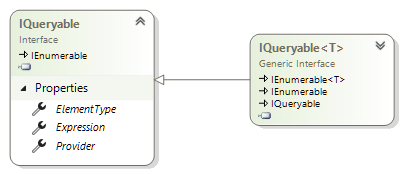 IQueryable
Interface
IEnumerable
Properties
ElementType
Expression
Provider
IQueryable<T>
Generic Interface
IEnumerable<T>
IEnumerable
IQueryable